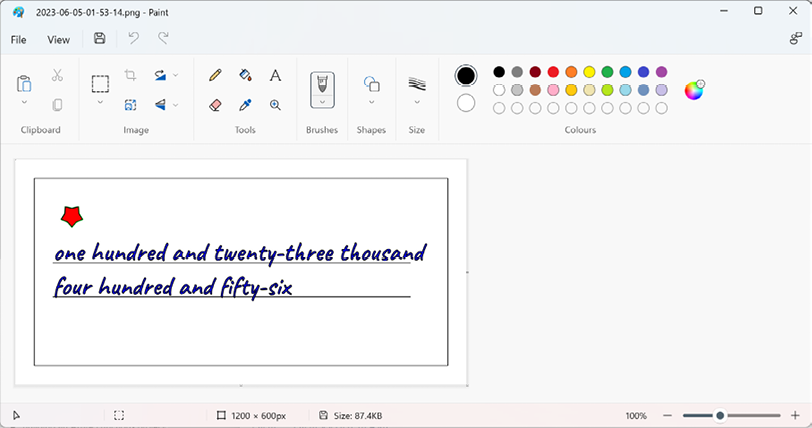 2023-06-05-01-53-14.png - Paint
File View
Clipboard Image Tools Brushes Shapes Size Colours
one hundred and twenty-three thousand
four hundred and fifty-six
1200 × 600px Size: 87.4KB 100%